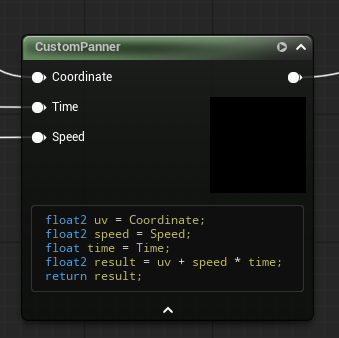 CustomPanner
Coordinate
Time
Speed
float2 uv = Coordinate;
float2 speed = Speed;
float time = Time;
float2 result = uv + speed * time;
return result;